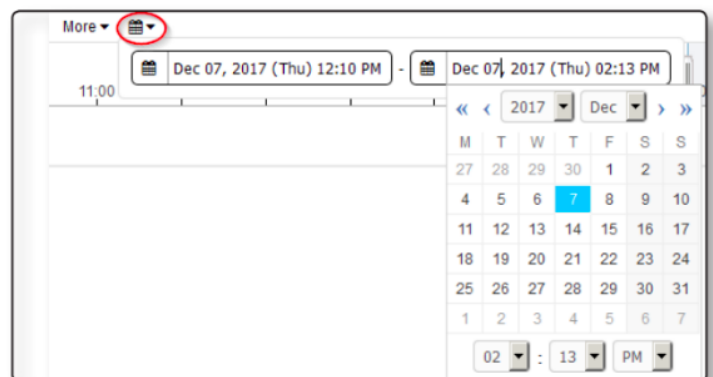 More
Dec 07, 2017 (Thu) 12:10 PM - Dec 07, 2017 (Thu) 02:13 PM
11:00
« ‹ 2017 Dec › »
M T W T F S S
27 28 29 30 1 2 3
4 5 6 7 8 9 10
11 12 13 14 15 16 17
18 19 20 21 22 23 24
25 26 27 28 29 30 31
1 2 3 4 5 6 7
02 : 13 PM